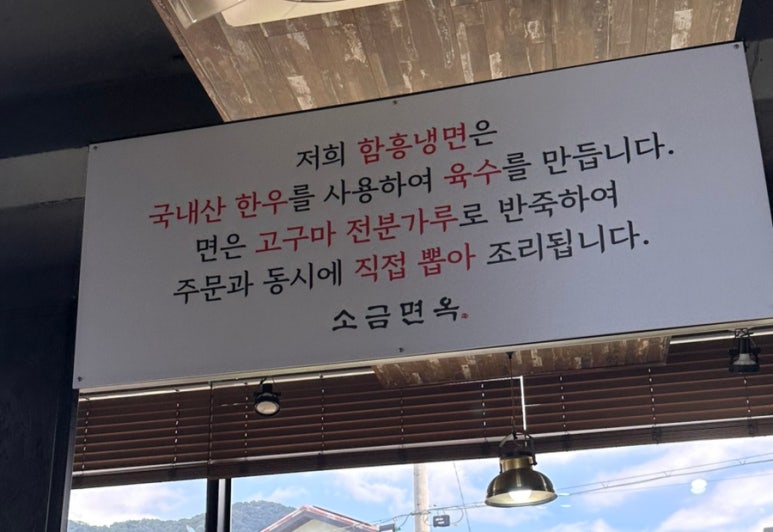 저희 함흥냉면은
국내산 한우를 사용하여 육수를 만듭니다.
면은 고구마 전분가루로 반죽하여
주문과 동시에 직접 뽑아 조리됩니다.
소금면옥